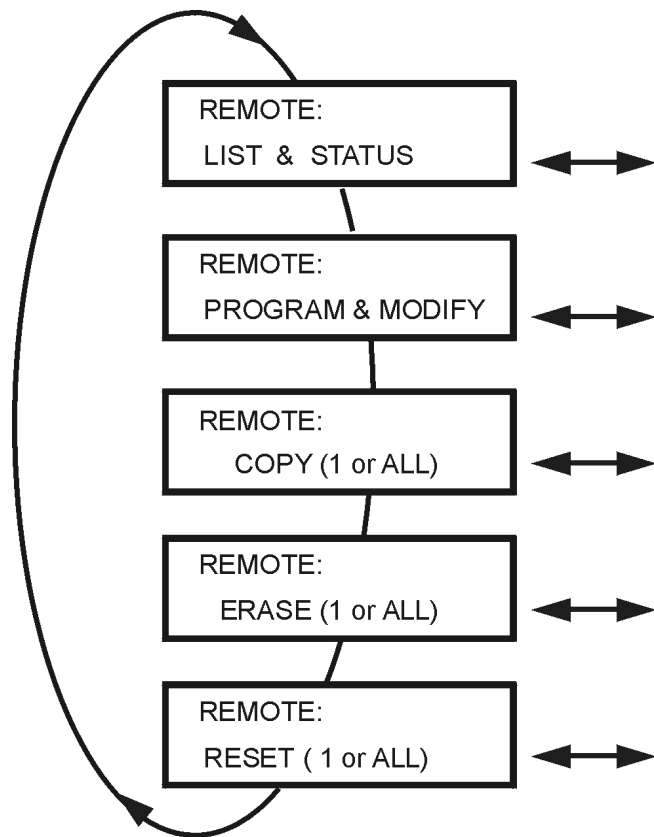 REMOTE:
LIST & STATUS
REMOTE:
PROGRAM & MODIFY
REMOTE:
COPY (1 or ALL)
REMOTE:
ERASE (1 or ALL)
REMOTE:
RESET ( 1 or ALL)